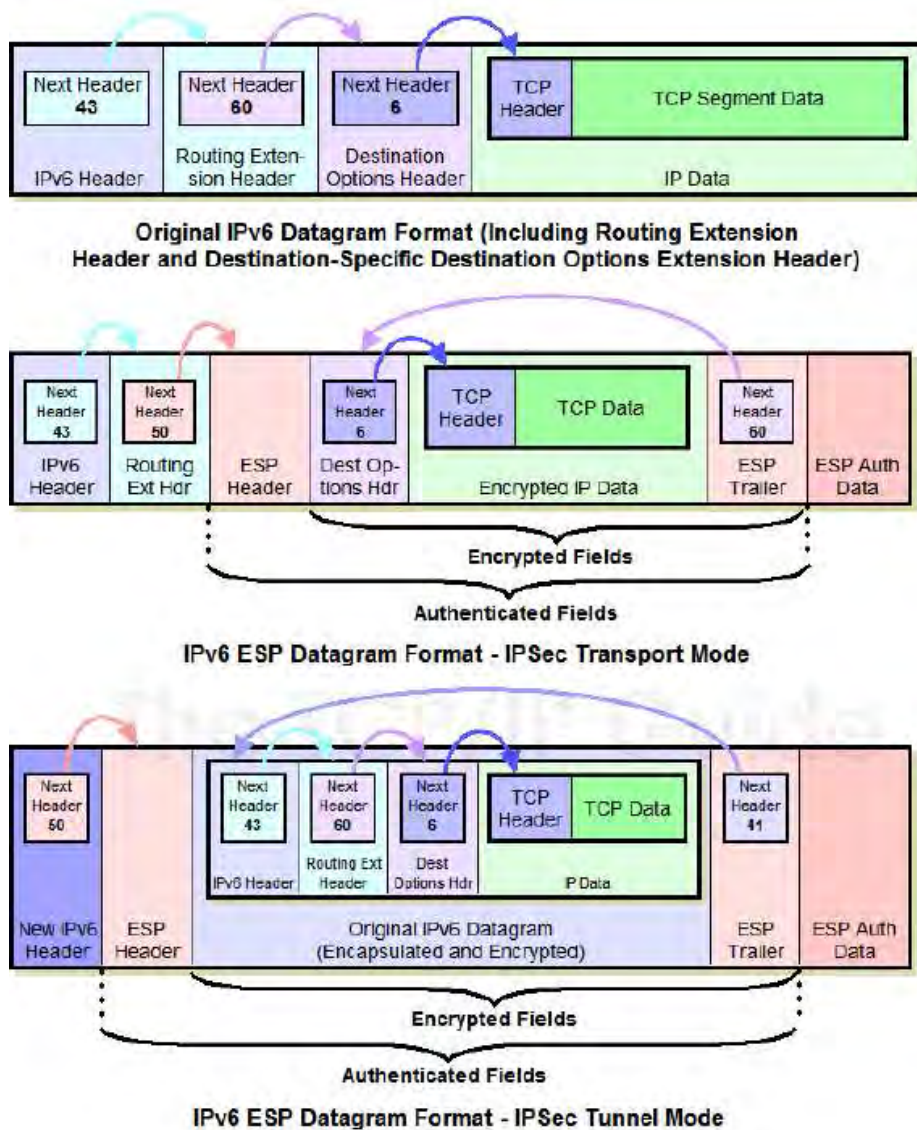 Next Header
43
Next Header
60
Next Header
6
TCP
Header
TCP Segment Data
IPv6 Header
Routing Exten-
sion Header
Destination
Options Header
IP Data
Original IPv6 Datagram Format (Including Routing Extension
Header and Destination-Specific Destination Options Extension Header)
Next
Header
43
Next
Header
50
Next
Header
6
TCP
Header
TCP Data
Next
Header
60
IPv6
Header
Routing
Ext Hdr
ESP
Header
Dest Op-
tions Hdr
Encrypted IP Data
ESP
Trailer
ESP Auth
Data
Encrypted Fields
Authenticated Fields
IPv6 ESP Datagram Format - IPSec Transport Mode
Next
Header
50
Next
Header
43
Next
Header
60
Next
Header
6
TCP
Header
TCP Data
Next
Header
41
IPv6 Header
Routing Ext
Header
Dest
Options Hdr
IP Data
New IPv6
Header
ESP
Header
Original IPv6 Datagram
(Encapsulated and Encrypted)
ESP
Trailer
ESP Auth
Data
Encrypted Fields
Authenticated Fields
IPv6 ESP Datagram Format - IPSec Tunnel Mode